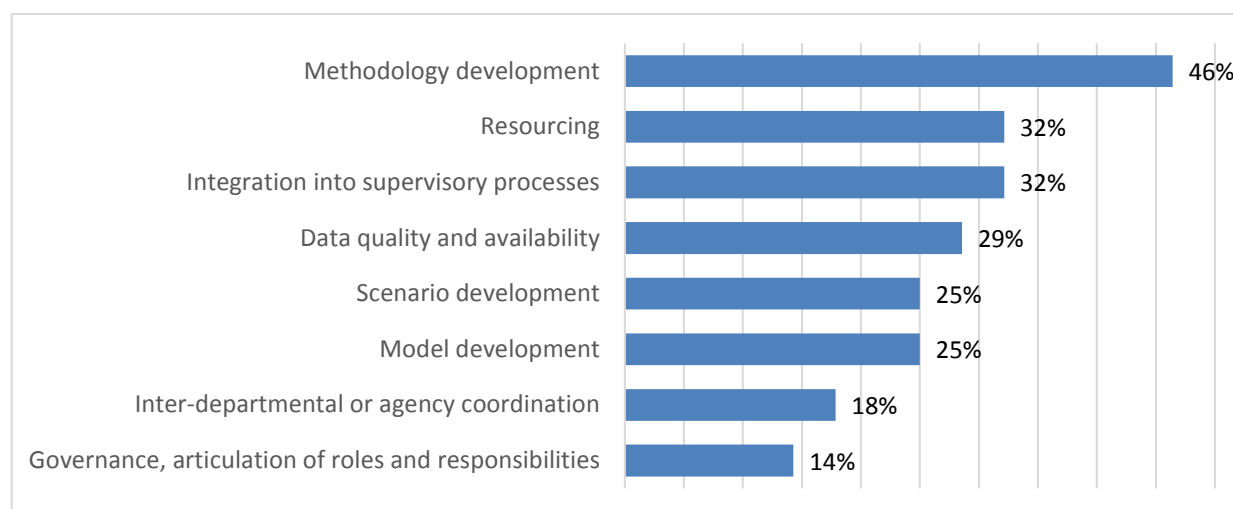 Methodology development 46%
Resourcing 32%
Integration into supervisory processes 32%
Data quality and availability 29%
Scenario development 25%
Model development 25%
Inter-departmental or agency coordination 18%
Governance, articulation of roles and responsibilities 14%